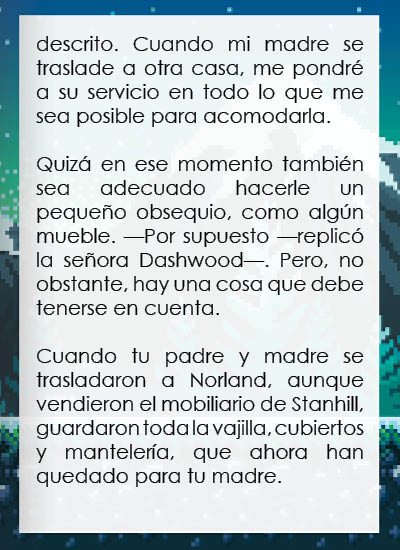 descrito. Cuando mi madre se
traslade a otra casa, me pondré
a su servicio en todo lo que me
sea posible para acomodarla.
Quizá en ese momento también
sea adecuado hacerle un
pequeño obsequio, como algún
mueble. —Por supuesto —replicó
la señora Dashwood—. Pero, no
obstante, hay una cosa que debe
tenerse en cuenta.
Cuando tu padre y madre se
trasladaron a Norland, aunque
vendieron el mobiliario de Stanhill,
guardaron toda la vajilla, cubiertos
y mantelería, que ahora han
quedado para tu madre.